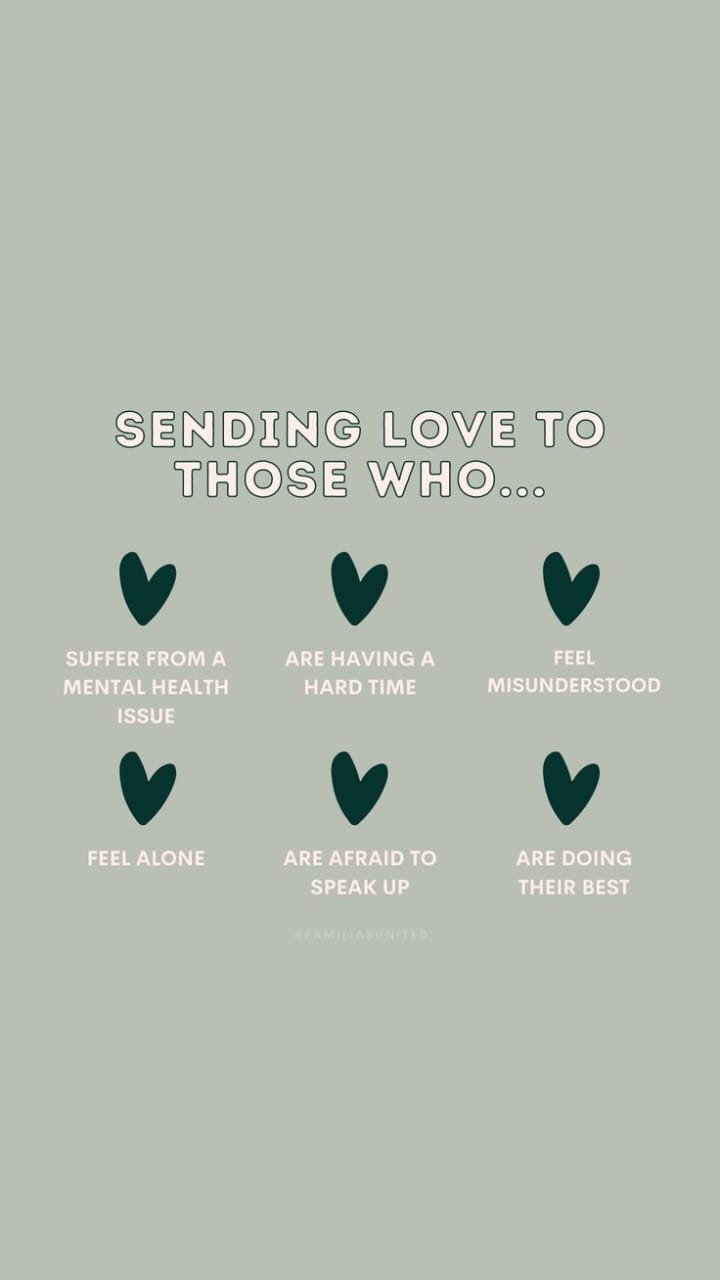 SENDING LOVE TO
THOSE WHO...
SUFFER FROM A
MENTAL HEALTH
ISSUE
ARE HAVING A
HARD TIME
FEEL
MISUNDERSTOOD
FEEL ALONE
ARE AFRAID TO
SPEAK UP
ARE DOING
THEIR BEST
@FAMILIASUNITED